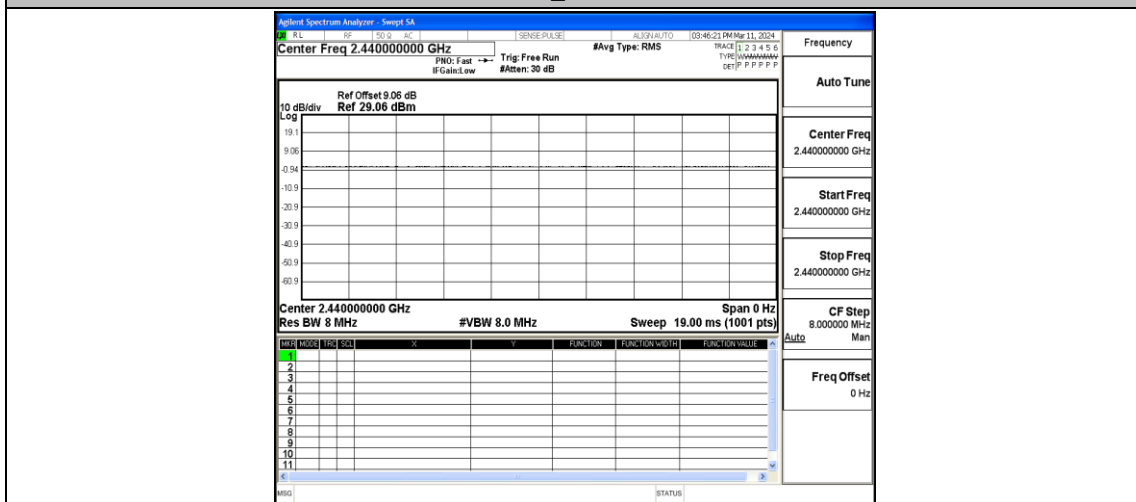 Agilent Spectrum Analyzer - Swept SA
RL RF 50 Ω AC SENSE:PULSE ALIGN AUTO 03:46:21 PM Mar 11, 2024
Center Freq 2.440000000 GHz
PNO: Fast
IFGain:Low
Trig: Free Run
#Atten: 30 dB
#Avg Type: RMS
TRACE 1 2 3 4 5 6
TYPE
DET P P P P P P
Frequency
Auto Tune
Ref Offset 9.06 dB
10 dB/div Ref 29.06 dBm
Log
19.1
9.06
-0.94
-10.9
-20.9
-30.9
-40.9
-50.9
-60.9
Center 2.440000000 GHz Span 0 Hz
Res BW 8 MHz #VBW 8.0 MHz Sweep 19.00 ms (1001 pts)
MKR MODE TRC SCL X Y FUNCTION FUNCTION WIDTH FUNCTION VALUE
1
2
3
4
5
6
7
8
9
10
11
MSG STATUS
Center Freq
2.440000000 GHz
Start Freq
2.440000000 GHz
Stop Freq
2.440000000 GHz
CF Step
8.000000 MHz
Auto Man
Freq Offset
0 Hz